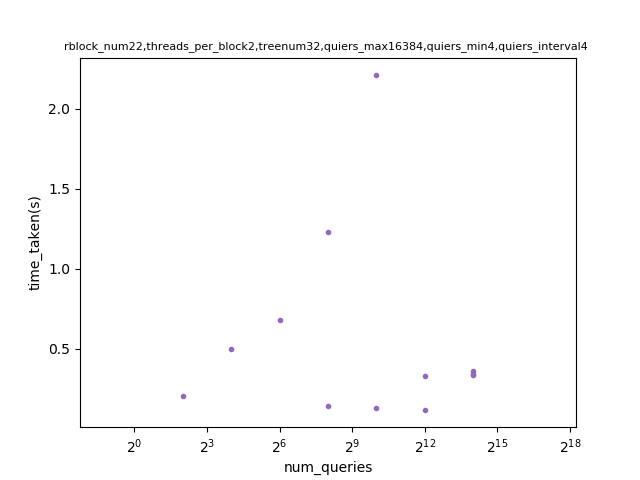 rblock_num22,threads_per_block2,treenum32,quiers_max16384,quiers_min4,quiers_interval4
2.0
1.5
1.0
0.5
time_taken(s)
2^0 2^3 2^6 2^9 2^12 2^15 2^18
num_queries